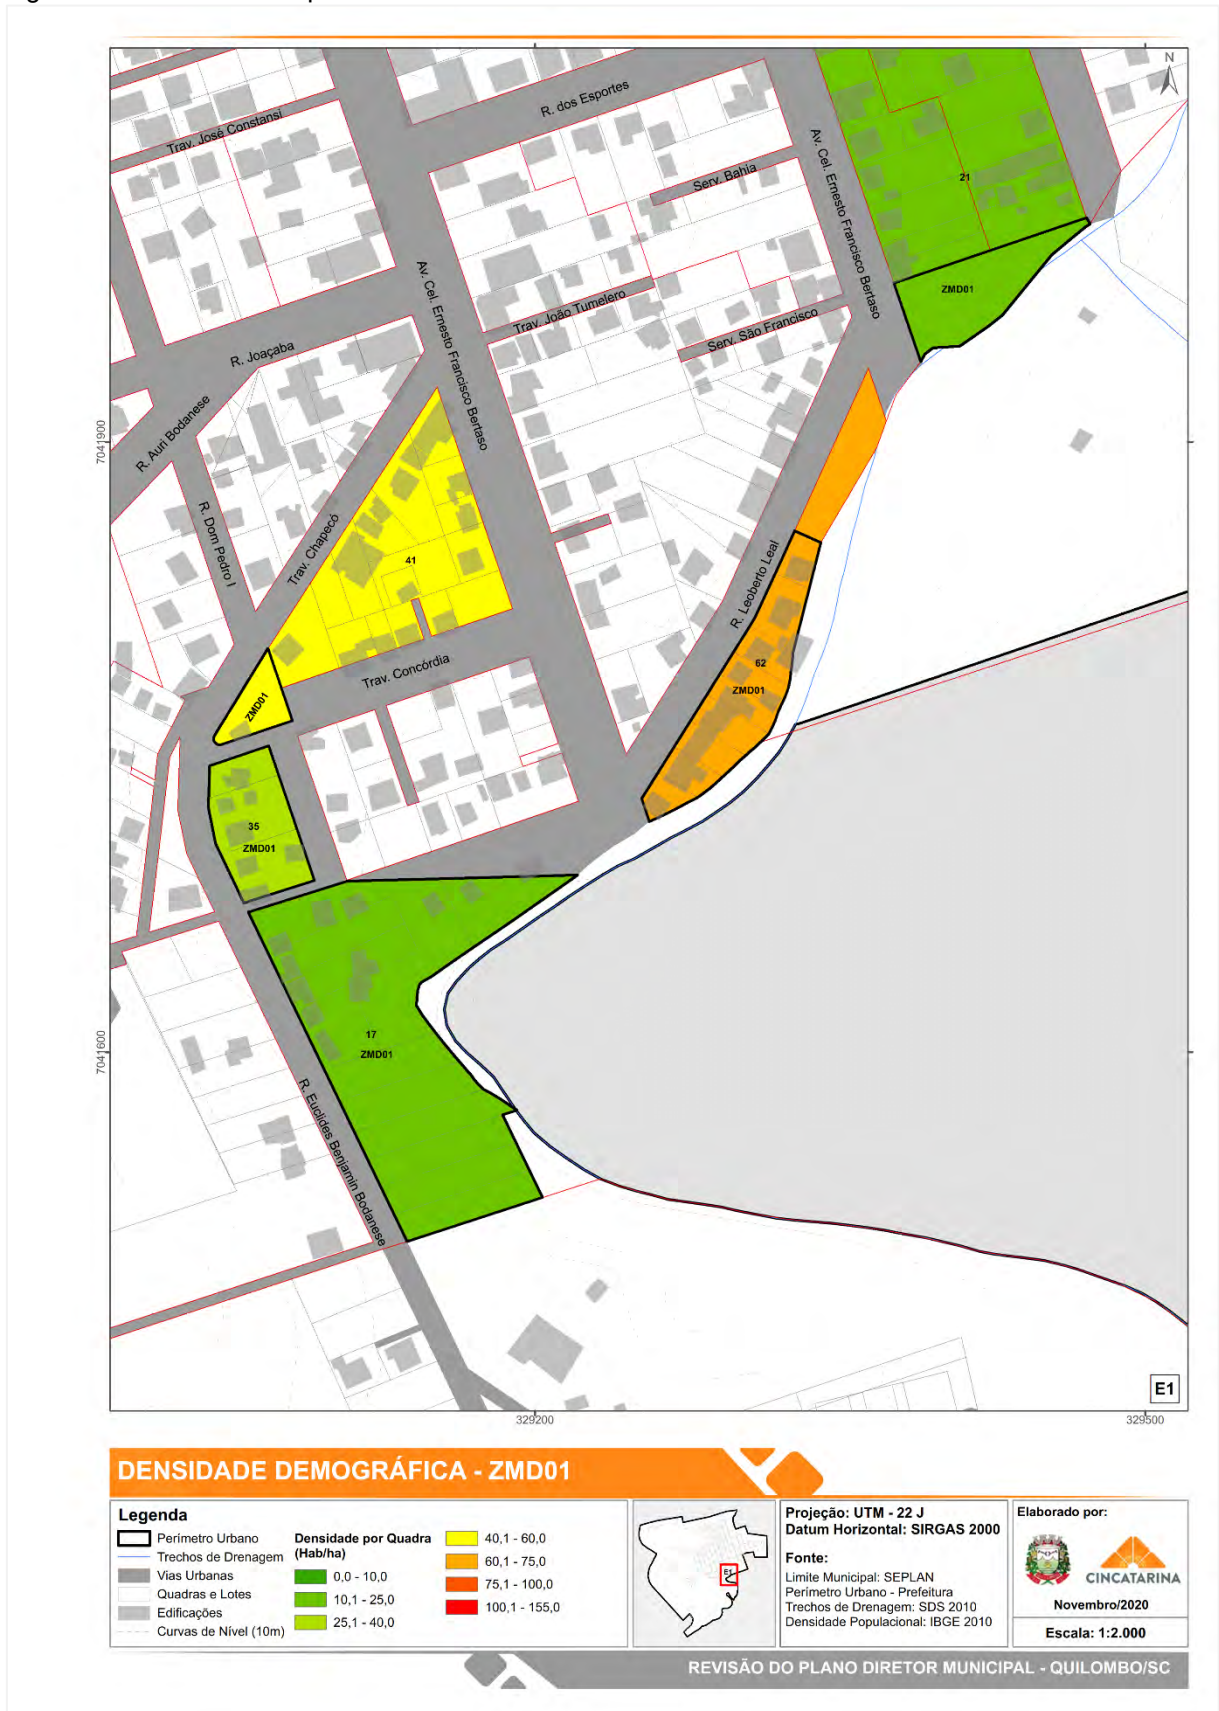 N
R. dos Esportes
Trav. José Constansi
Serv. Bahia
Av. Cel. Ernesto Francisco Bertaso
21
ZMD01
Av. Cel. Ernesto Francisco Bertaso
Trav. João Tumelero
Serv. São Francisco
R. Joaçaba
R. Auri Bodanese
7041900
R. Dom Pedro I
Trav. Chapecó
41
R. Leoberto Leal
Trav. Concórdia
62
ZMD01
ZMD01
35
ZMD01
17
ZMD01
7041600
R. Euclides Benjamin Bodanese
E1
329200
329500
DENSIDADE DEMOGRÁFICA - ZMD01
Legenda
Perímetro Urbano
Trechos de Drenagem
Vias Urbanas
Quadras e Lotes
Edificações
Curvas de Nível (10m)
Densidade por Quadra
(Hab/ha)
0,0 - 10,0
10,1 - 25,0
25,1 - 40,0
40,1 - 60,0
60,1 - 75,0
75,1 - 100,0
100,1 - 155,0
E1
Projeção: UTM - 22 J
Datum Horizontal: SIRGAS 2000
Fonte:
Limite Municipal: SEPLAN
Perímetro Urbano - Prefeitura
Trechos de Drenagem: SDS 2010
Densidade Populacional: IBGE 2010
Elaborado por:
CINCATARINA
Novembro/2020
Escala: 1:2.000
REVISÃO DO PLANO DIRETOR MUNICIPAL - QUILOMBO/SC